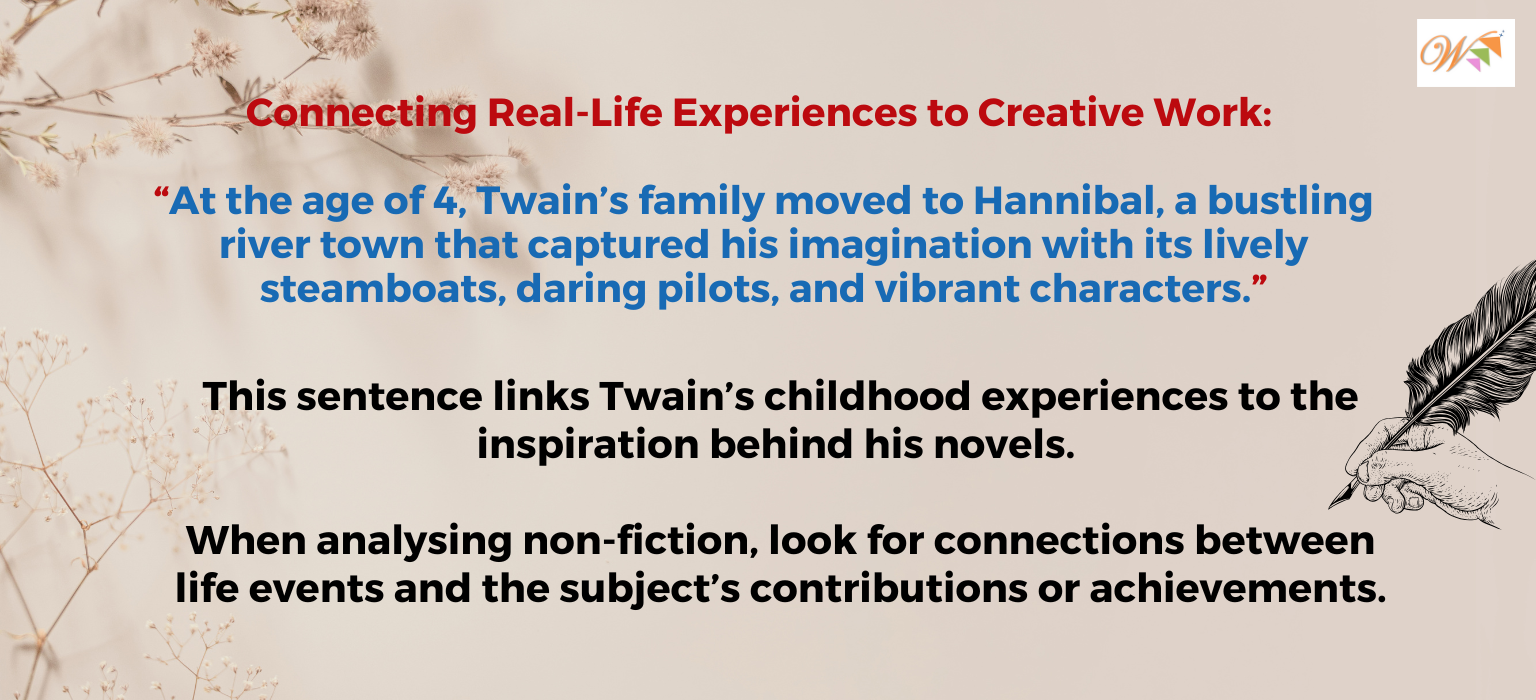 W
Connecting Real-Life Experiences to Creative Work:
“At the age of 4, Twain’s family moved to Hannibal, a bustling
river town that captured his imagination with its lively
steamboats, daring pilots, and vibrant characters.”
This sentence links Twain’s childhood experiences to the
inspiration behind his novels.
When analysing non-fiction, look for connections between
life events and the subject’s contributions or achievements.